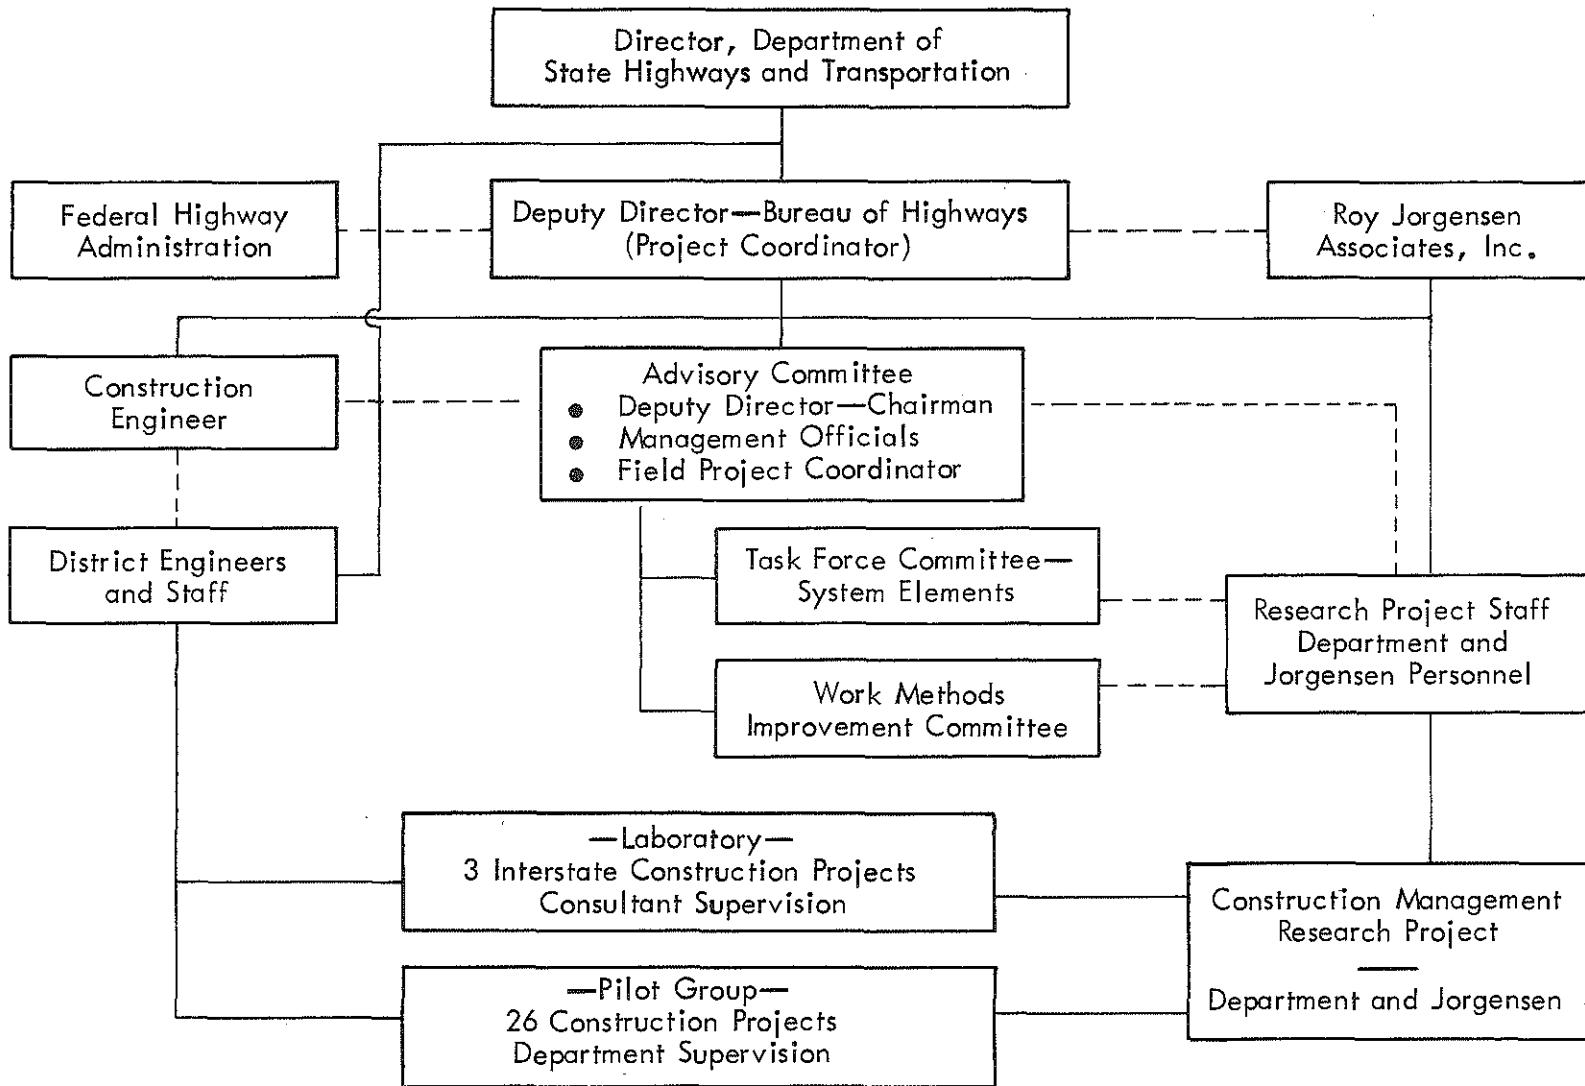 Director, Department of
State Highways and Transportation
Federal Highway
Administration
Deputy Director—Bureau of Highways
(Project Coordinator)
Roy Jorgensen
Associates, Inc.
Construction
Engineer
Advisory Committee
● Deputy Director—Chairman
● Management Officials
● Field Project Coordinator
District Engineers
and Staff
Task Force Committee—
System Elements
Research Project Staff
Department and
Jorgensen Personnel
Work Methods
Improvement Committee
—Laboratory—
3 Interstate Construction Projects
Consultant Supervision
Construction Management
Research Project
—
Department and Jorgensen
—Pilot Group—
26 Construction Projects
Department Supervision